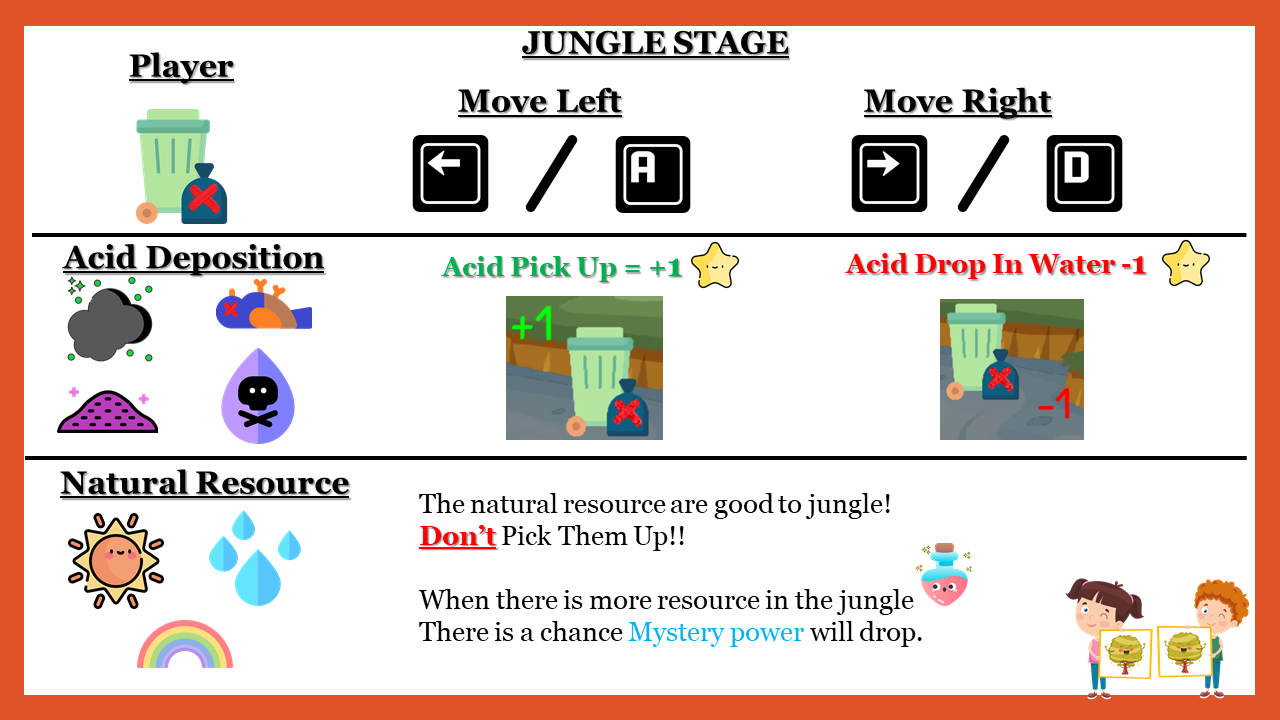 JUNGLE STAGE
Player
Move Left
Move Right
A
D
Acid Deposition
Acid Pick Up = +1
Acid Drop In Water -1
+1
-1
Natural Resource
The natural resource are good to jungle!
Don't Pick Them Up!!
When there is more resource in the jungle
There is a chance Mystery power will drop.